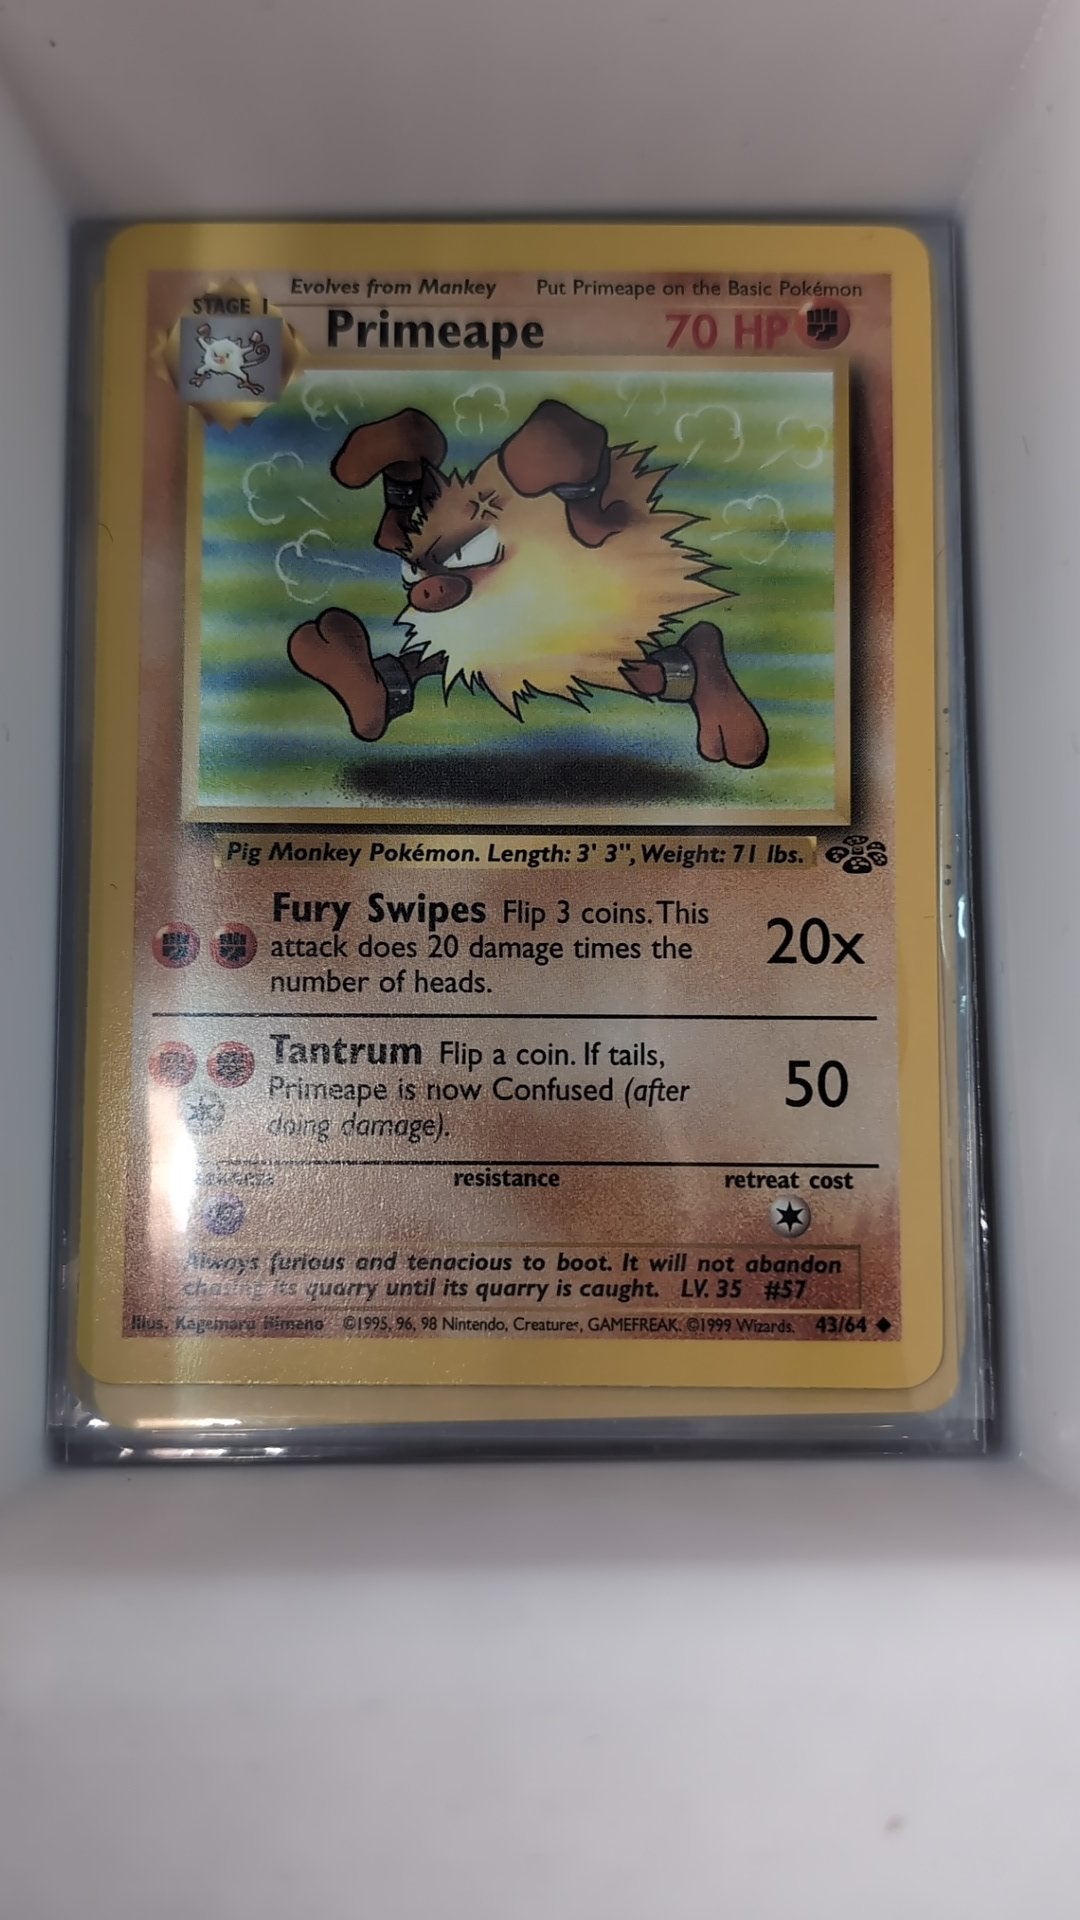 Evolves from Mankey Put Primeape on the Basic Pokémon
STAGE 1
Primeape 70 HP
Pig Monkey Pokémon. Length: 3' 3", Weight: 71 lbs.
Fury Swipes Flip 3 coins. This
attack does 20 damage times the
number of heads.
20x
Tantrum Flip a coin. If tails,
Primeape is now Confused (after
doing damage).
50
resistance retreat cost
Always furious and tenacious to boot. It will not abandon
chasing its quarry until its quarry is caught. LV. 35 #57
Illus. Kagemaru Himeno ©1995, 96, 98 Nintendo, Creatures, GAMEFREAK. ©1999 Wizards. 43/64